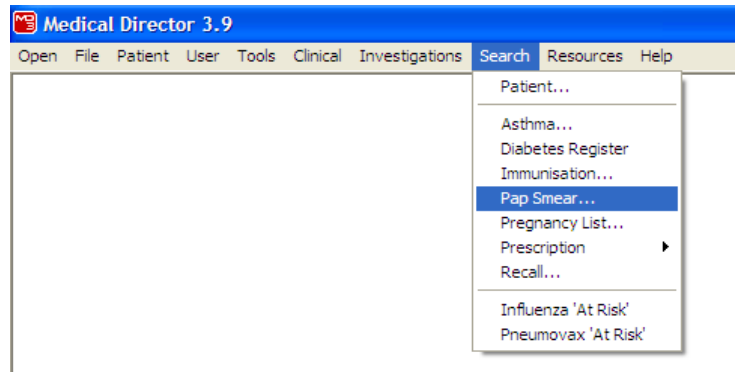 Medical Director 3.9
Open File Patient User Tools Clinical Investigations Search Resources Help
Patient...
Asthma...
Diabetes Register
Immunisation...
Pap Smear...
Pregnancy List...
Prescription
Recall...
Influenza 'At Risk'
Pneumovax 'At Risk'